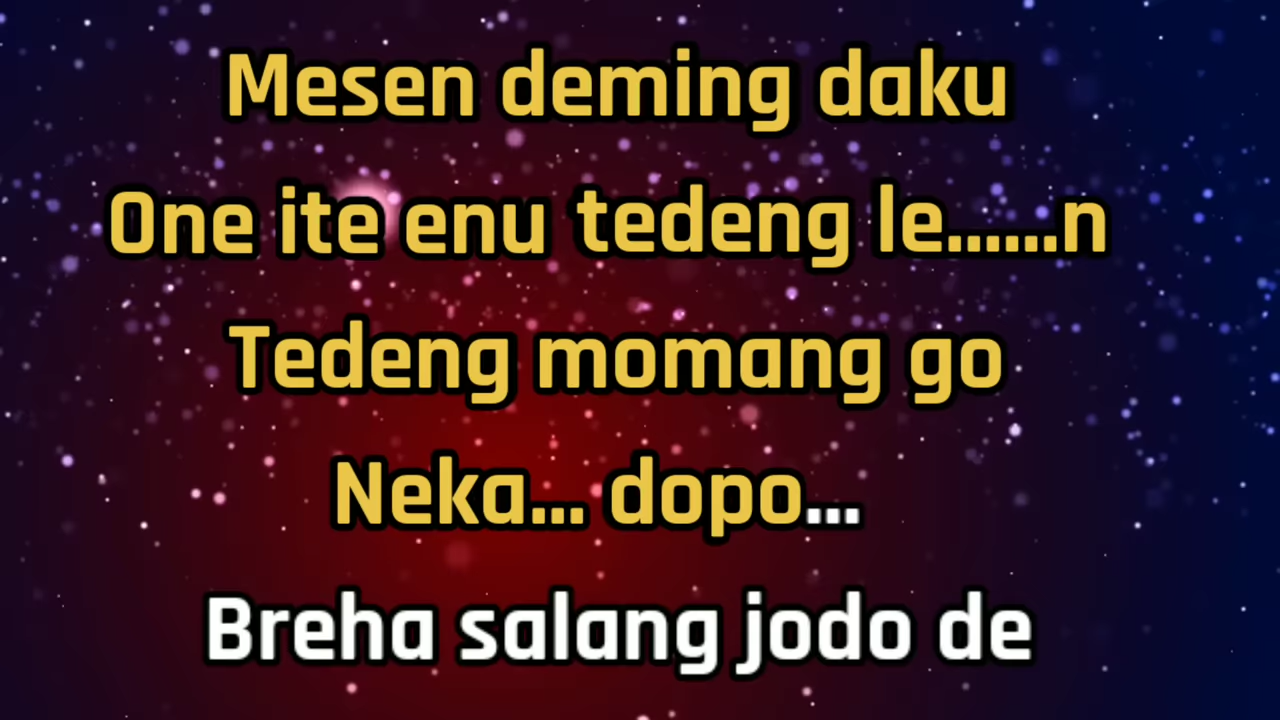 Mesen deming daku
One ite enu tedeng le......n
Tedeng momang go
Neka... dopo...
Breha salang jodo de